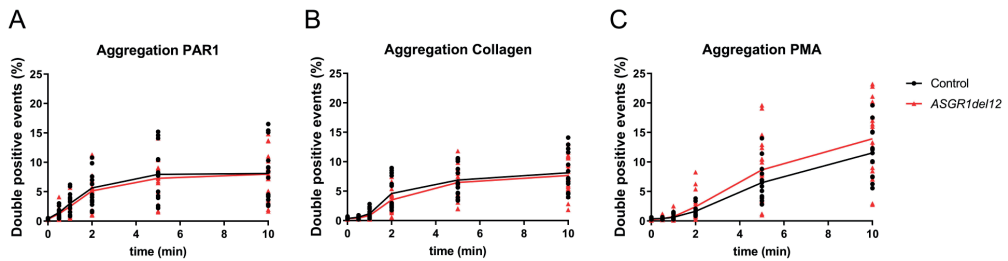 A
B
C
Aggregation PAR1
Aggregation Collagen
Aggregation PMA
Double positive events (%)
25
20
15
10
5
0
0 2 4 6 8 10
time (min)
Double positive events (%)
25
20
15
10
5
0
0 2 4 6 8 10
time (min)
Double positive events (%)
25
20
15
10
5
0
0 2 4 6 8 10
time (min)
Control
ASGR1del12